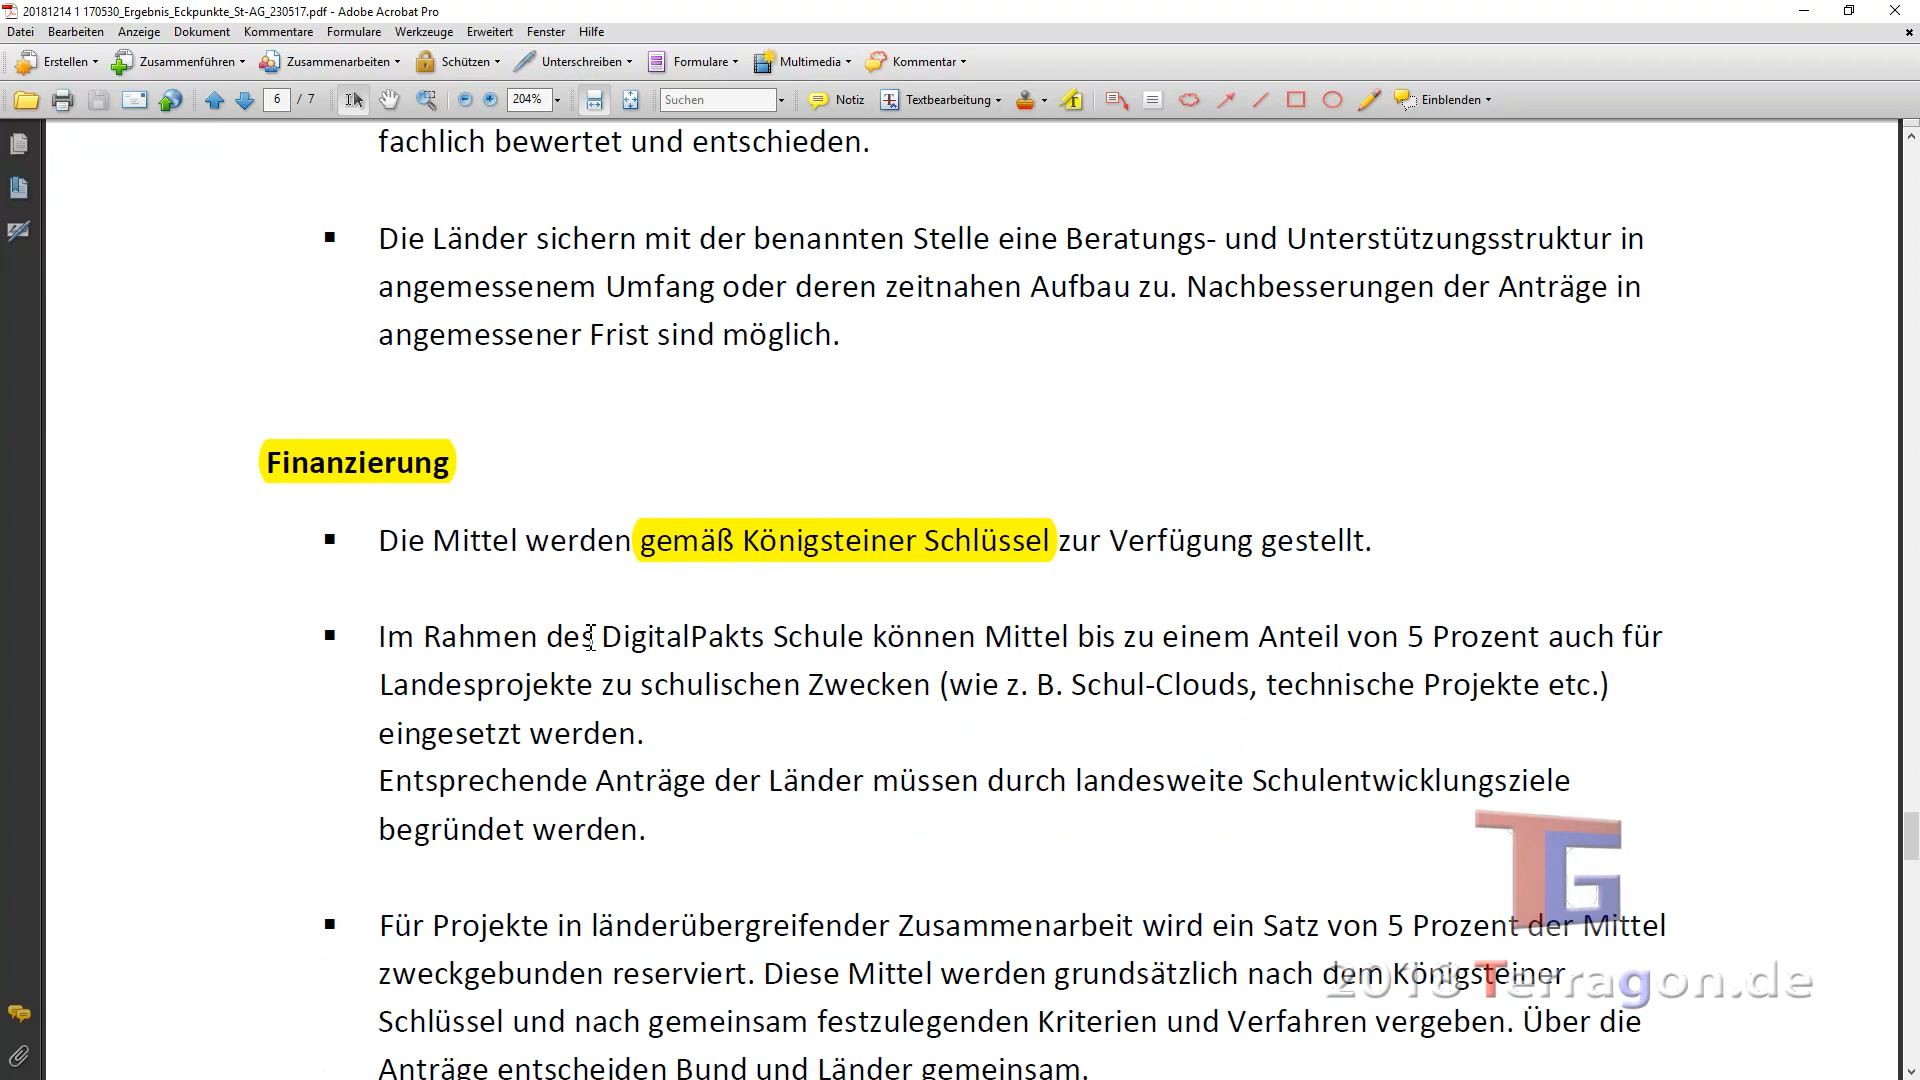 20181214 1 170530_Ergebnis_Eckpunkte_St-AG_230517.pdf - Adobe Acrobat Pro
Datei Bearbeiten Anzeige Dokument Kommentare Formulare Werkzeuge Erweitert Fenster Hilfe
Erstellen Zusammenführen Zusammenarbeiten Schützen Unterschreiben Formulare Multimedia Kommentar
6 / 7 204% Suchen Notiz Textbearbeitung Einblenden
fachlich bewertet und entschieden.
▪ Die Länder sichern mit der benannten Stelle eine Beratungs- und Unterstützungsstruktur in
angemessenem Umfang oder deren zeitnahen Aufbau zu. Nachbesserungen der Anträge in
angemessener Frist sind möglich.
Finanzierung
▪ Die Mittel werden gemäß Königsteiner Schlüssel zur Verfügung gestellt.
▪ Im Rahmen des DigitalPakts Schule können Mittel bis zu einem Anteil von 5 Prozent auch für
Landesprojekte zu schulischen Zwecken (wie z. B. Schul-Clouds, technische Projekte etc.)
eingesetzt werden.
Entsprechende Anträge der Länder müssen durch landesweite Schulentwicklungsziele
begründet werden.
▪ Für Projekte in länderübergreifender Zusammenarbeit wird ein Satz von 5 Prozent der Mittel
zweckgebunden reserviert. Diese Mittel werden grundsätzlich nach dem Königsteiner
Schlüssel und nach gemeinsam festzulegenden Kriterien und Verfahren vergeben. Über die
Anträge entscheiden Bund und Länder gemeinsam.
TG
2018 Terragon.de